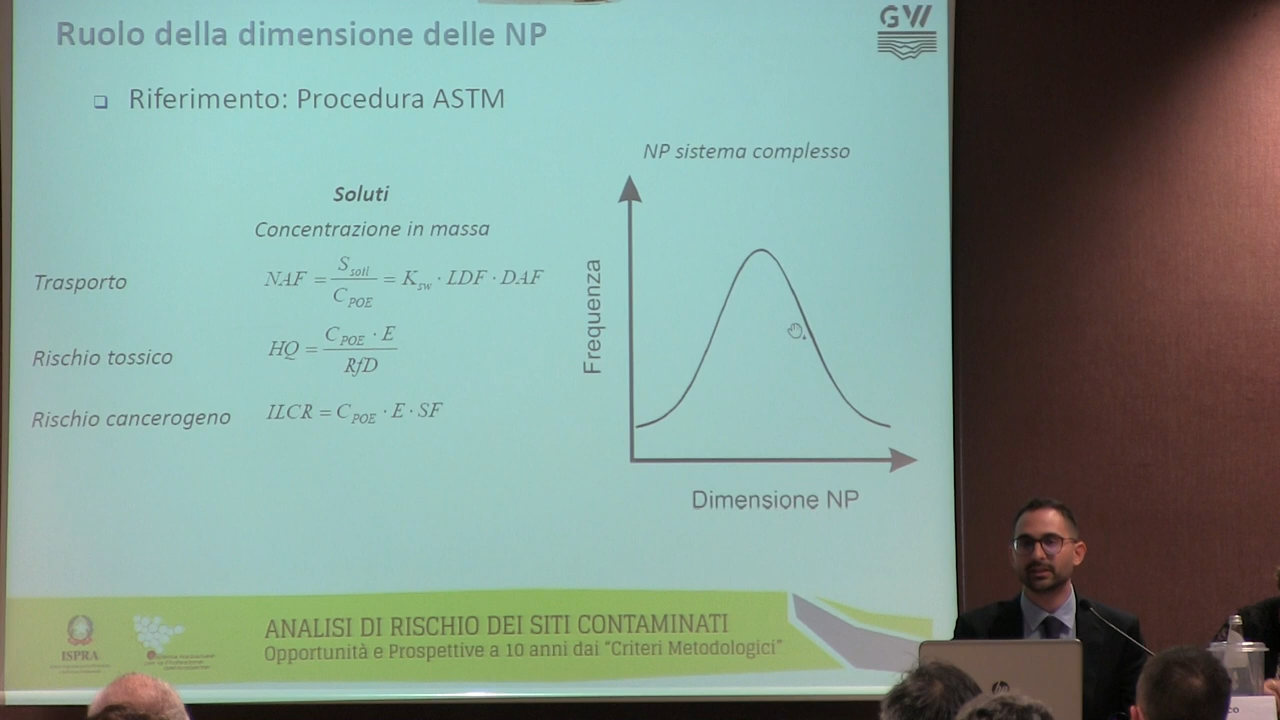 Ruolo della dimensione delle NP
GW
Riferimento: Procedura ASTM
NP sistema complesso
Soluti
Concentrazione in massa
Trasporto
NAF = S_soil / C_POE = K_sw · LDF · DAF
Rischio tossico
HQ = C_POE · E / RfD
Rischio cancerogeno
ILCR = C_POE · E · SF
Frequenza
Dimensione NP
ISPRA
ANALISI DI RISCHIO DEI SITI CONTAMINATI
Opportunità e Prospettive a 10 anni dai "Criteri Metodologici"
hp